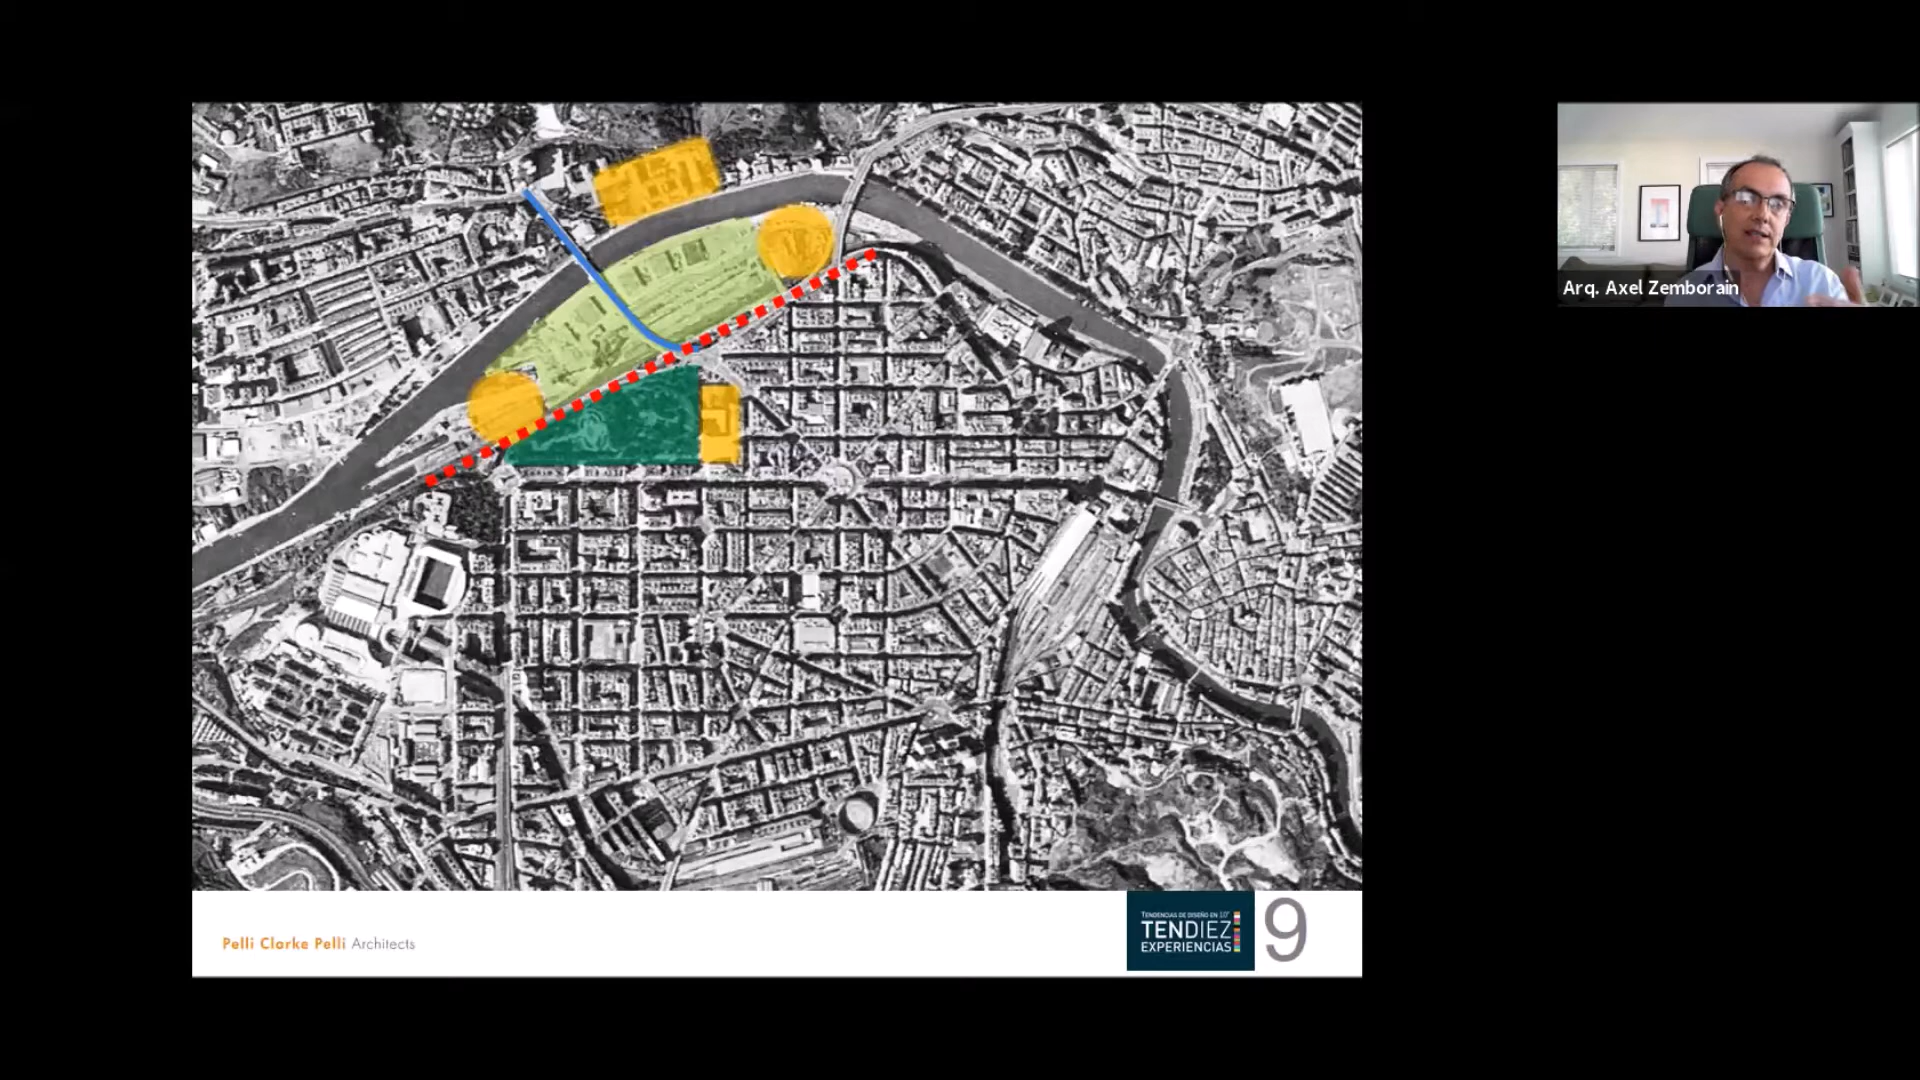 Arq. Axel Zemborain
Pelli Clarke Pelli Architects
TENDENCIAS DE DISEÑO EN 10'
TENDIEZ
EXPERIENCIAS
9